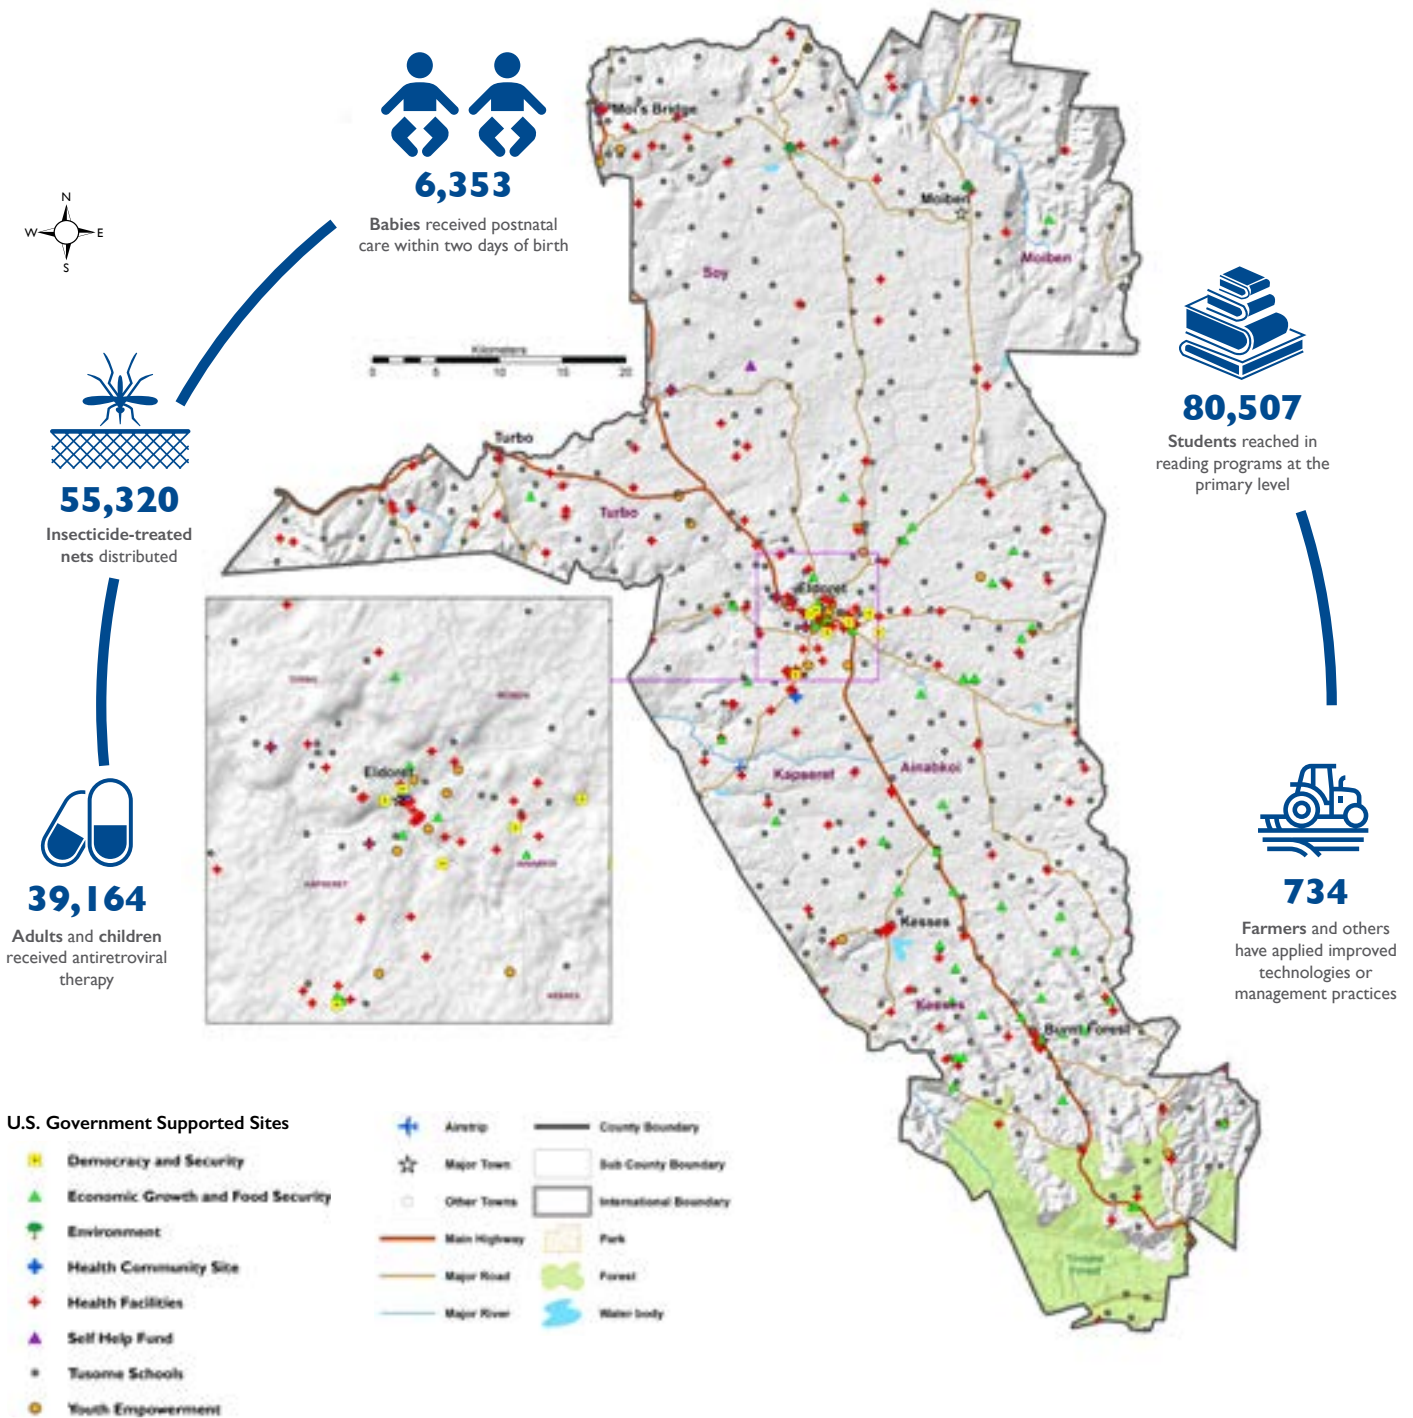 6,353
Babies received postnatal
care within two days of birth
N
W
E
S
Moi's Bridge
Moiben
Moiben
Soy
Kilometers
0 5 10 15 20
55,320
Insecticide-treated
nets distributed
80,507
Students reached in
reading programs at the
primary level
Turbo
Turbo
Eldoret
Eldoret
KAPSERET
Kapseret
Ainabkoi
39,164
Adults and children
received antiretroviral
therapy
734
Farmers and others
have applied improved
technologies or
management practices
Kesses
Kesses
Burnt Forest
U.S. Government Supported Sites
Democracy and Security
Economic Growth and Food Security
Environment
Health Community Site
Health Facilities
Self Help Fund
Tusome Schools
Youth Empowerment
Airstrip
Major Town
Other Towns
Main Highway
Major Road
Major River
County Boundary
Sub County Boundary
International Boundary
Park
Forest
Water body